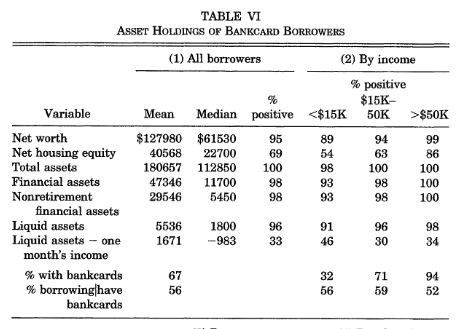 TABLE VI
ASSET HOLDINGS OF BANKCARD BORROWERS
(1) All borrowers (2) By income
% positive
% $15K–
Variable Mean Median positive <$15K 50K >$50K
Net worth $127980 $61530 95 89 94 99
Net housing equity 40568 22700 69 54 63 86
Total assets 180657 112850 100 98 100 100
Financial assets 47346 11700 98 93 98 100
Nonretirement 29546 5450 98 93 98 100
financial assets
Liquid assets 5536 1800 96 91 96 98
Liquid assets – one 1671 –983 33 46 30 34
month's income
% with bankcards 67 32 71 94
% borrowing|have 56 56 59 52
bankcards